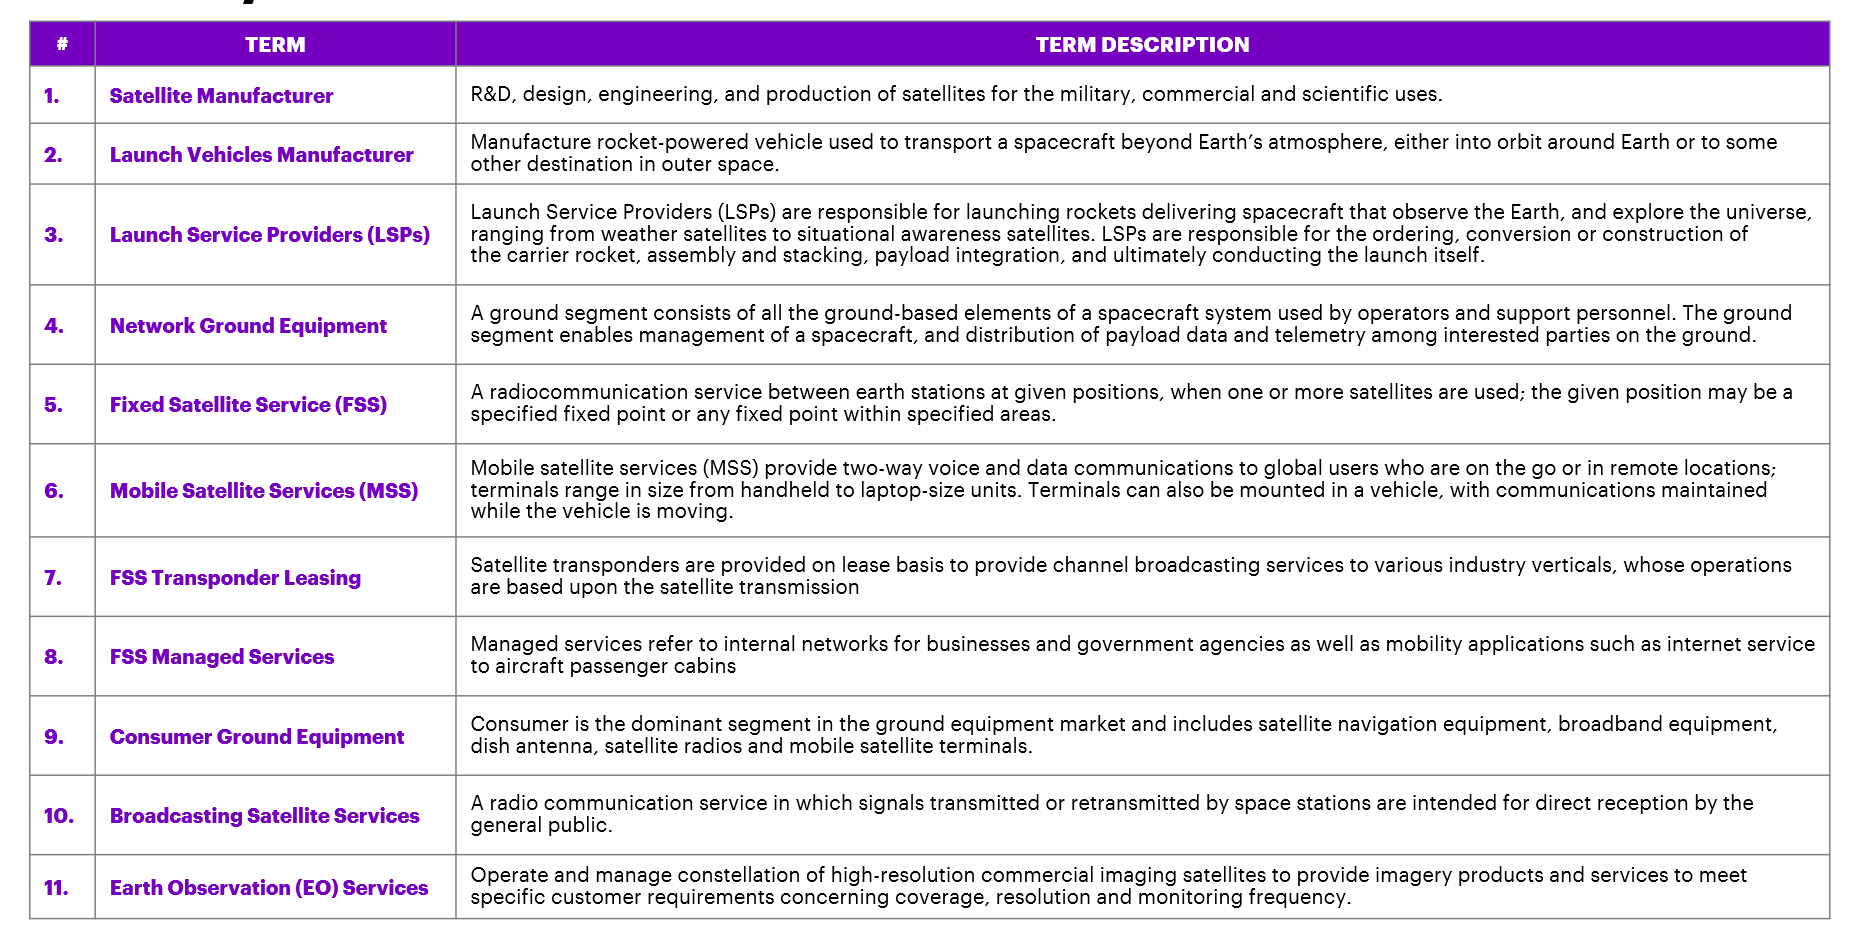 # TERM TERM DESCRIPTION
1. Satellite Manufacturer R&D, design, engineering, and production of satellites for the military, commercial and scientific uses.
2. Launch Vehicles Manufacturer Manufacture rocket-powered vehicle used to transport a spacecraft beyond Earth's atmosphere, either into orbit around Earth or to some
other destination in outer space.
3. Launch Service Providers (LSPs) Launch Service Providers (LSPs) are responsible for launching rockets delivering spacecraft that observe the Earth, and explore the universe,
ranging from weather satellites to situational awareness satellites. LSPs are responsible for the ordering, conversion or construction of
the carrier rocket, assembly and stacking, payload integration, and ultimately conducting the launch itself.
4. Network Ground Equipment A ground segment consists of all the ground-based elements of a spacecraft system used by operators and support personnel. The ground
segment enables management of a spacecraft, and distribution of payload data and telemetry among interested parties on the ground.
5. Fixed Satellite Service (FSS) A radiocommunication service between earth stations at given positions, when one or more satellites are used; the given position may be a
specified fixed point or any fixed point within specified areas.
6. Mobile Satellite Services (MSS) Mobile satellite services (MSS) provide two-way voice and data communications to global users who are on the go or in remote locations;
terminals range in size from handheld to laptop-size units. Terminals can also be mounted in a vehicle, with communications maintained
while the vehicle is moving.
7. FSS Transponder Leasing Satellite transponders are provided on lease basis to provide channel broadcasting services to various industry verticals, whose operations
are based upon the satellite transmission
8. FSS Managed Services Managed services refer to internal networks for businesses and government agencies as well as mobility applications such as internet service
to aircraft passenger cabins
9. Consumer Ground Equipment Consumer is the dominant segment in the ground equipment market and includes satellite navigation equipment, broadband equipment,
dish antenna, satellite radios and mobile satellite terminals.
10. Broadcasting Satellite Services A radio communication service in which signals transmitted or retransmitted by space stations are intended for direct reception by the
general public.
11. Earth Observation (EO) Services Operate and manage constellation of high-resolution commercial imaging satellites to provide imagery products and services to meet
specific customer requirements concerning coverage, resolution and monitoring frequency.